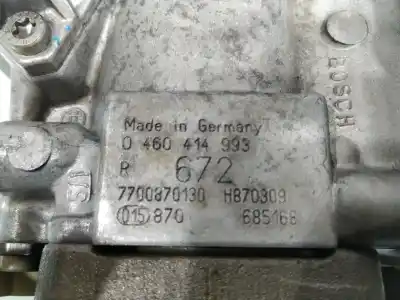 Made in Germany
0 460 414 993
R 672
7700870130 H870309
015/870 685168
BOSCH